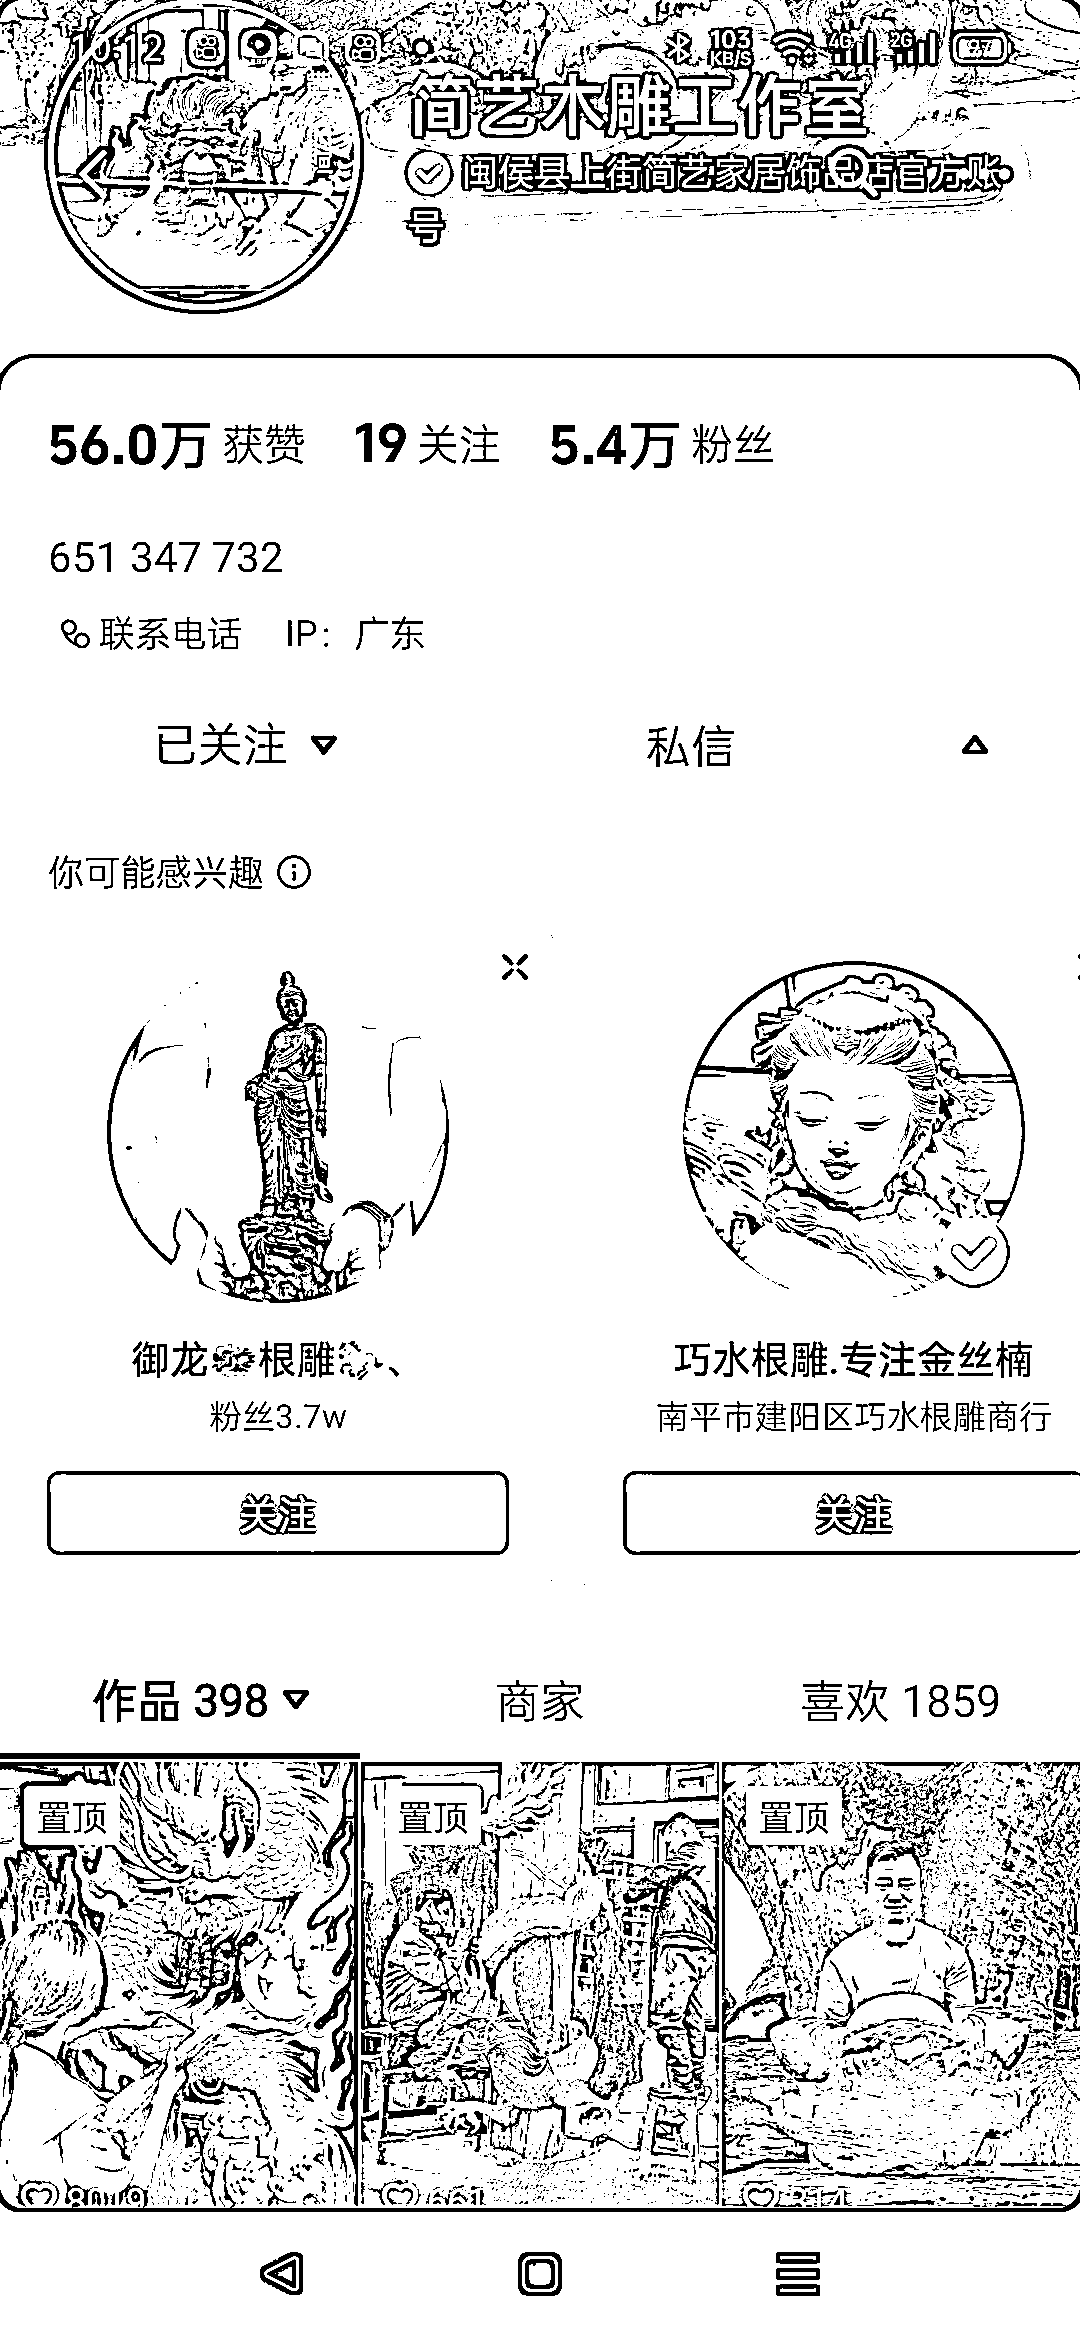 10:12
103 KB/S 4G 2G 97
简艺木雕工作室
闽侯县上街简艺家居饰品店官方账
号
56.0万 获赞 19 关注 5.4万 粉丝
651 347 732
联系电话 IP：广东
已关注 私信
你可能感兴趣
御龙 根雕 、 巧水根雕.专注金丝楠
粉丝3.7w 南平市建阳区巧水根雕商行
关注 关注
作品 398 商家 喜欢 1859
置顶 置顶 置顶